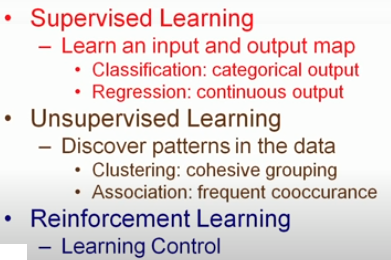 • Supervised Learning
– Learn an input and output map
• Classification: categorical output
• Regression: continuous output
• Unsupervised Learning
– Discover patterns in the data
• Clustering: cohesive grouping
• Association: frequent cooccurance
• Reinforcement Learning
– Learning Control